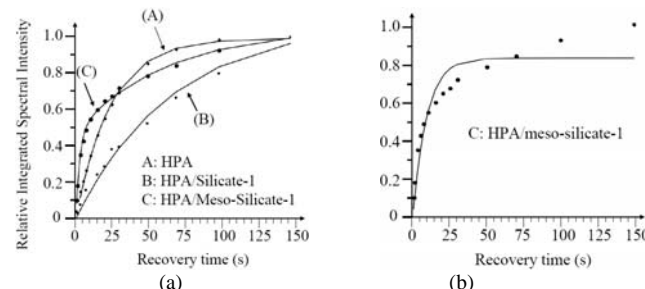 Relative Integrated Spectral Intensity
1.0
0.8
0.6
0.4
0.2
0
(A)
(C)
(B)
A: HPA
B: HPA/Silicate-1
C: HPA/Meso-Silicate-1
0 25 50 75 100 125 150
Recovery time (s)
(a)
1.0
0.8
0.6
0.4
0.2
0
C: HPA/meso-silicate-1
0 25 50 75 100 125 150
Recovery time (s)
(b)